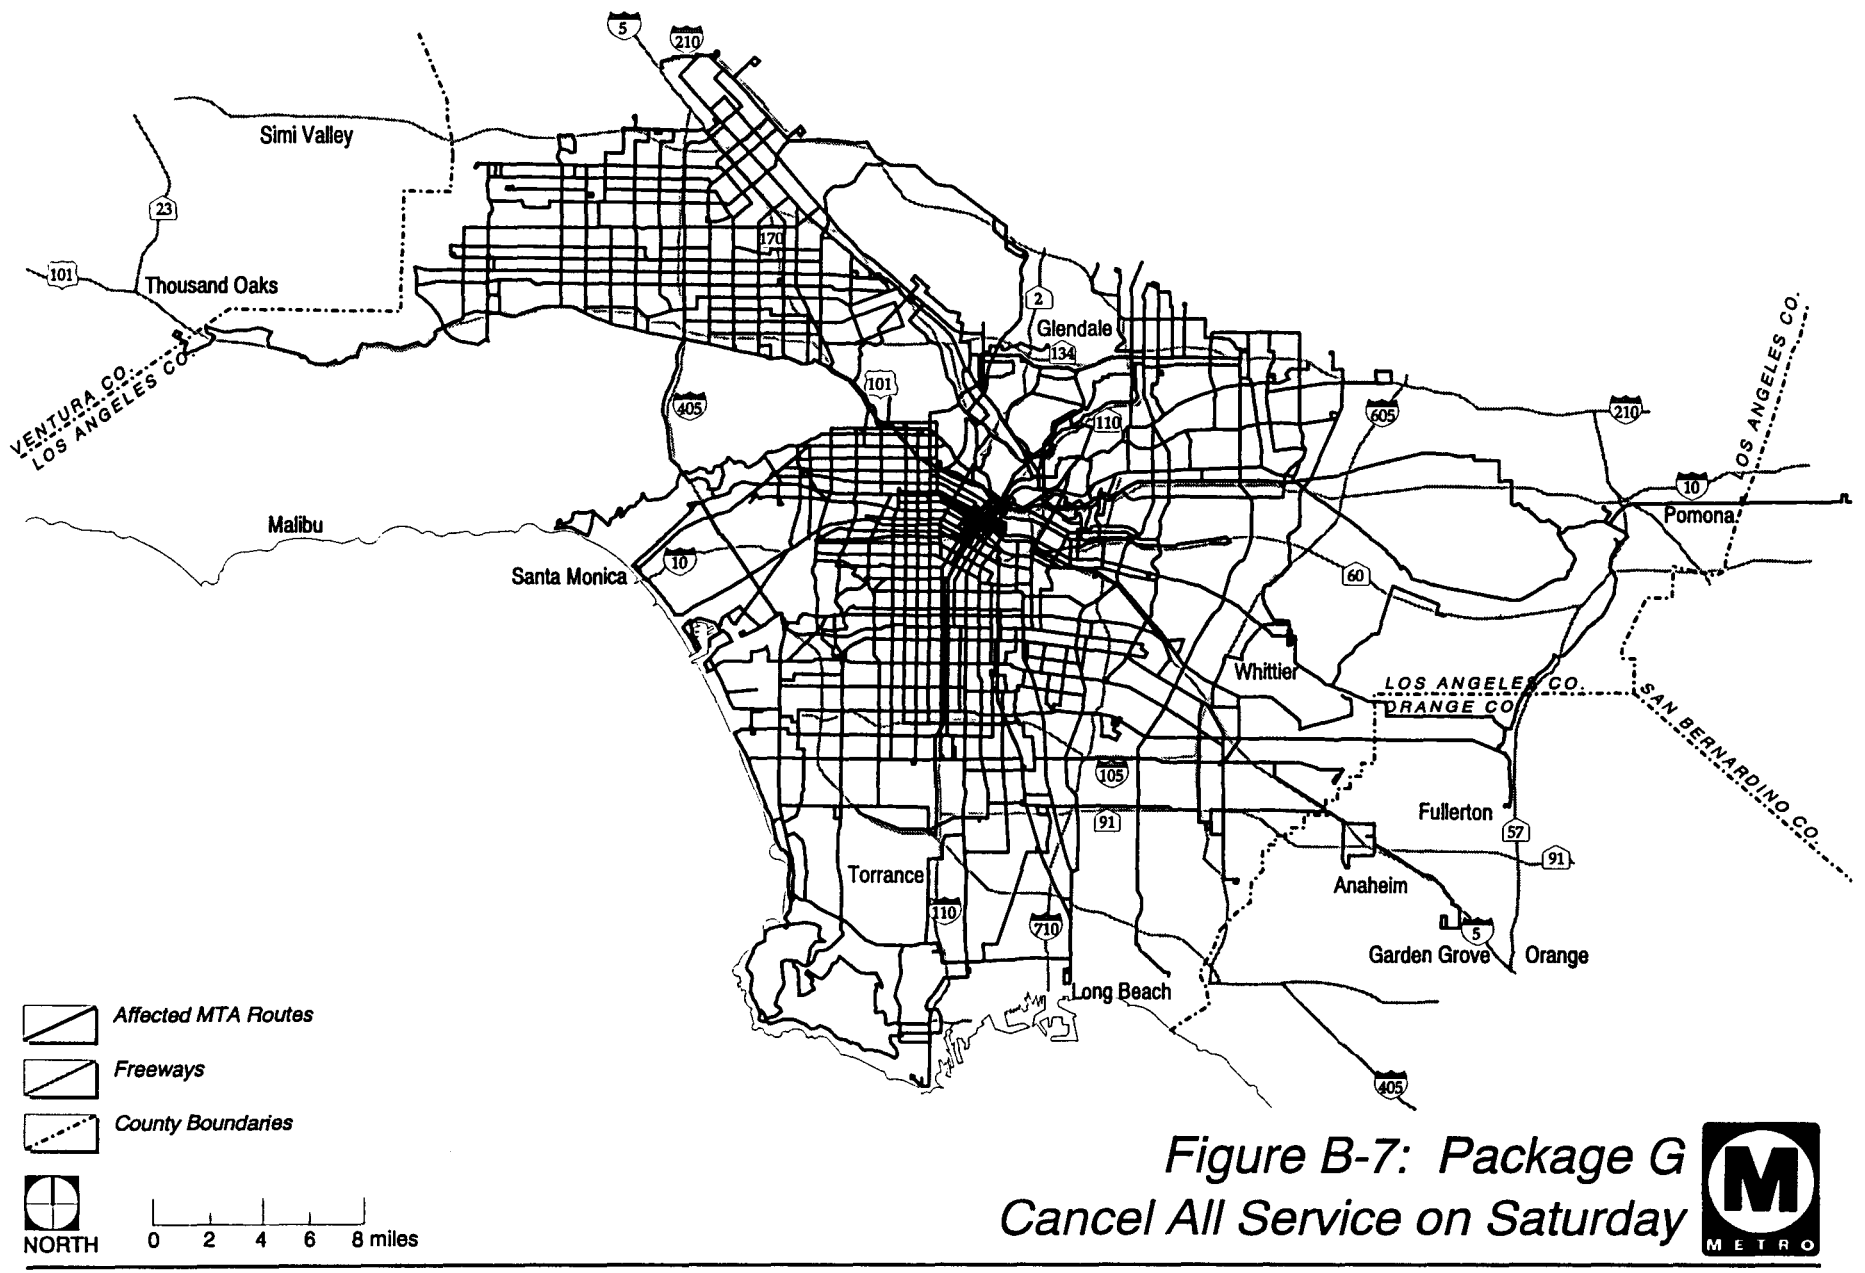 5
210
Simi Valley
23
170
101
Thousand Oaks
2
Glendale
134
VENTURA CO.
LOS ANGELES CO.
101
405
110
605
210
LOS ANGELES CO.
10
Pomona
Malibu
Santa Monica
10
60
Whittier
LOS ANGELES CO.
ORANGE CO.
SAN BERNARDINO CO.
105
91
Fullerton
57
91
Torrance
Anaheim
110
710
5
Garden Grove
Orange
Long Beach
405
Affected MTA Routes
Freeways
County Boundaries
NORTH
0 2 4 6 8 miles
Figure B-7: Package G
Cancel All Service on Saturday
M
METRO